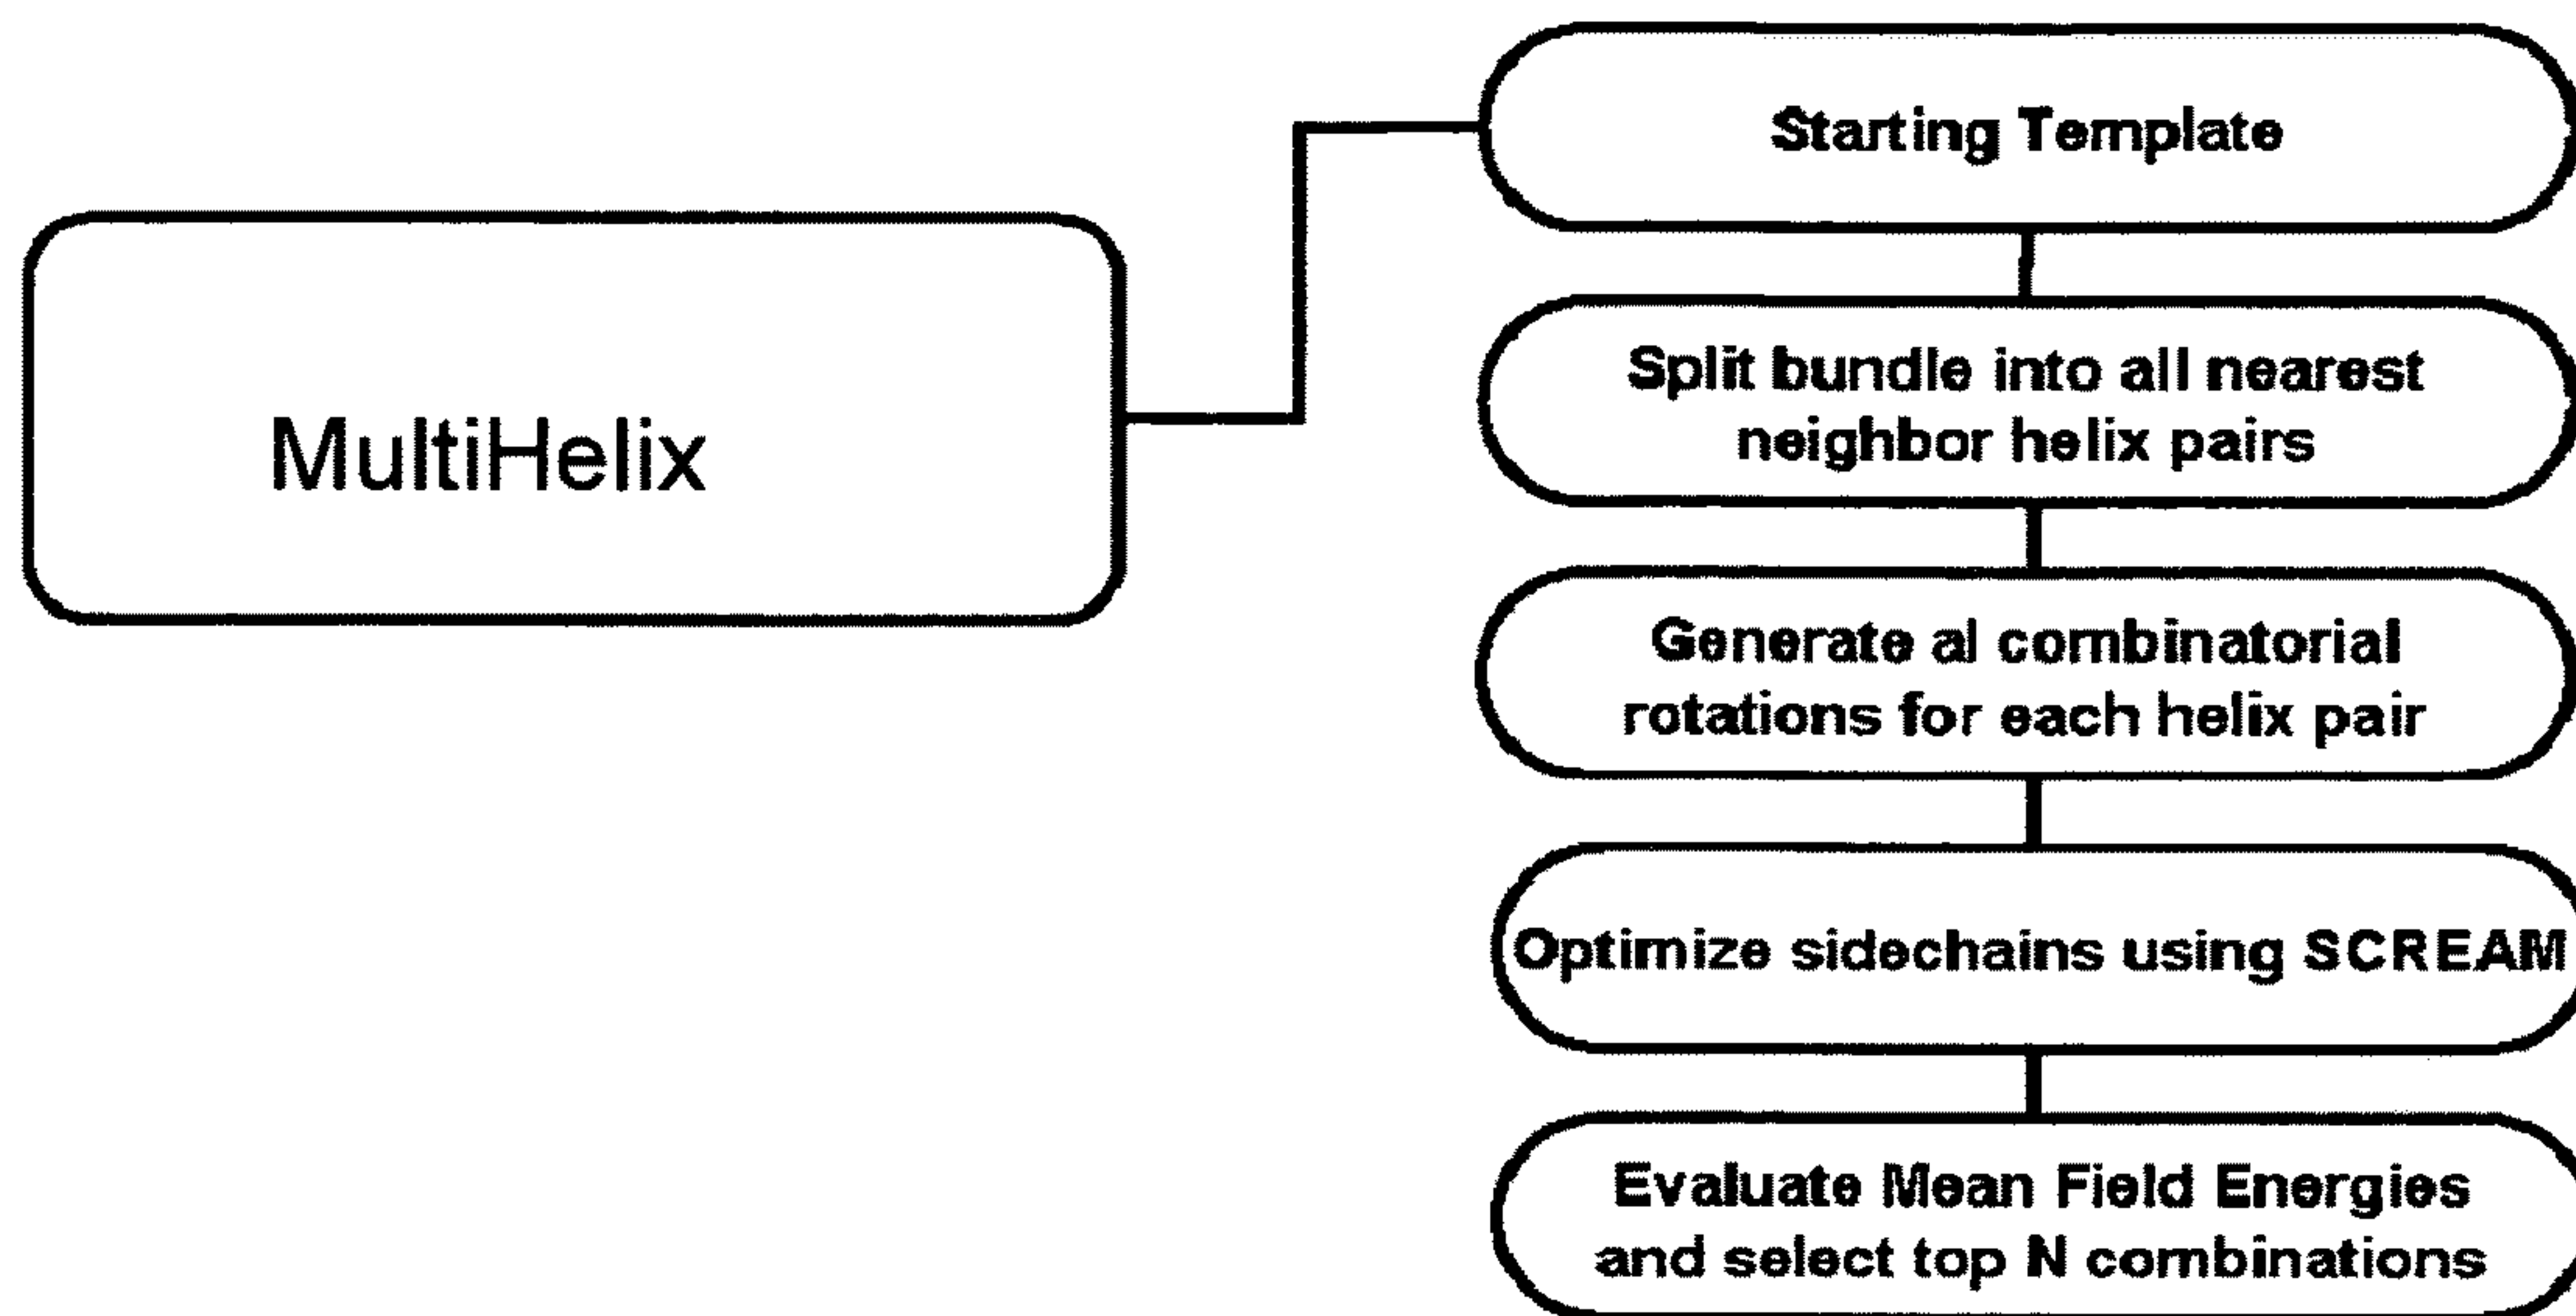 MultiHelix
Starting Template
Split bundle into all nearest
neighbor helix pairs
Generate al combinatorial
rotations for each helix pair
Optimize sidechains using SCREAM
Evaluate Mean Field Energies
and select top N combinations